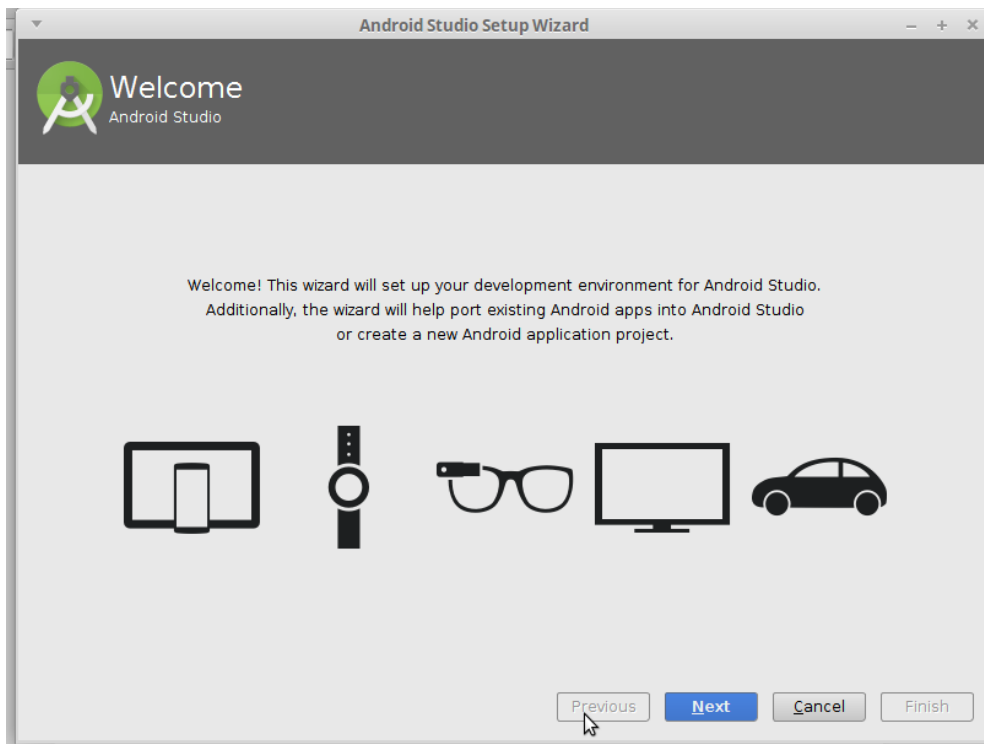 Android Studio Setup Wizard
Welcome
Android Studio
Welcome! This wizard will set up your development environment for Android Studio.
Additionally, the wizard will help port existing Android apps into Android Studio
or create a new Android application project.
Previous Next Cancel Finish